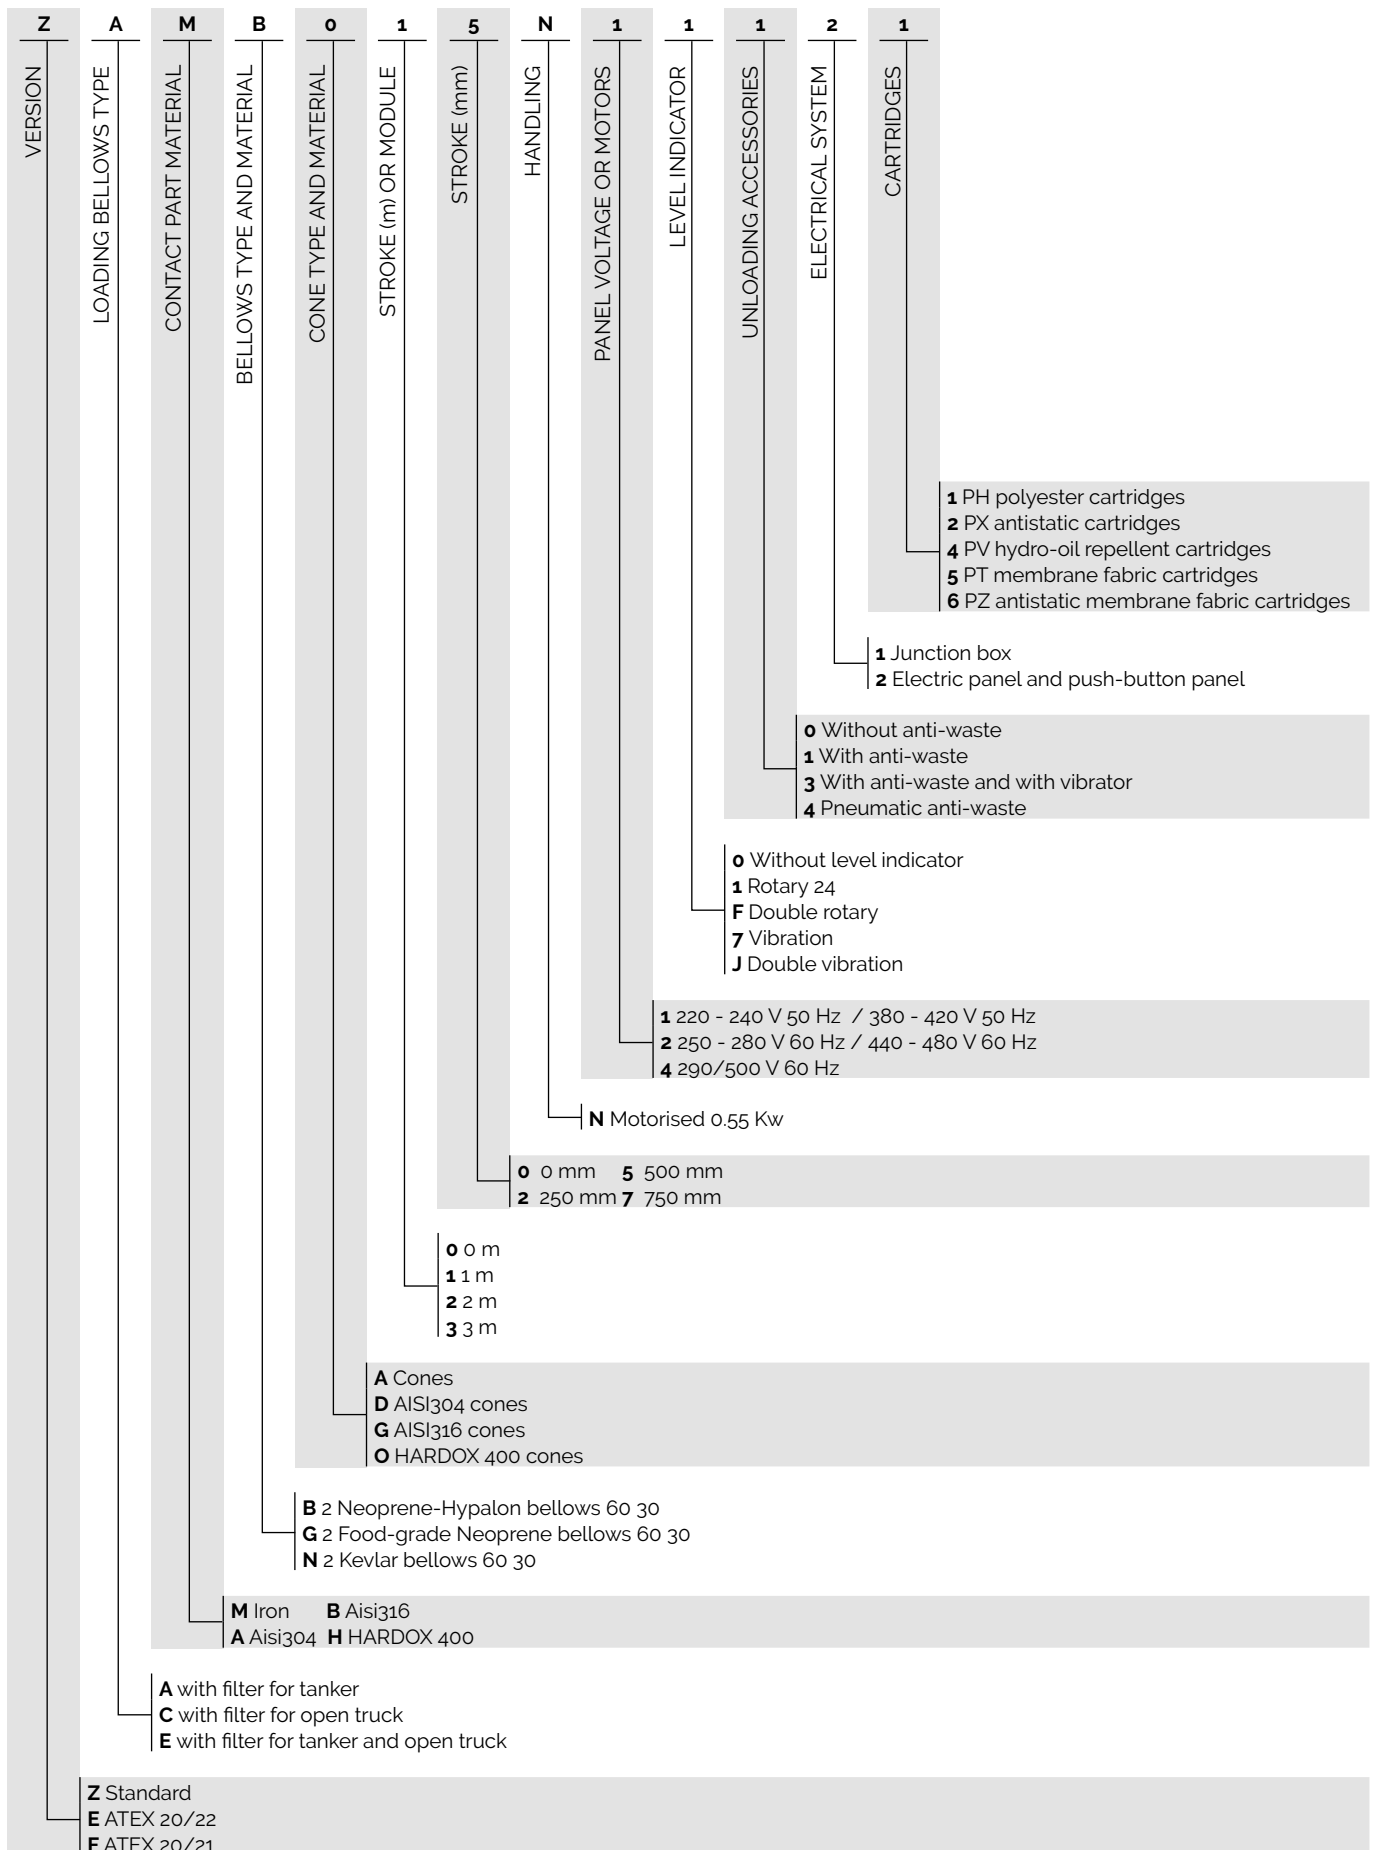 Z A M B 0 1 5 N 1 1 1 2 1
VERSION
LOADING BELLOWS TYPE
CONTACT PART MATERIAL
BELLOWS TYPE AND MATERIAL
CONE TYPE AND MATERIAL
STROKE (m) OR MODULE
STROKE (mm)
HANDLING
PANEL VOLTAGE OR MOTORS
LEVEL INDICATOR
UNLOADING ACCESSORIES
ELECTRICAL SYSTEM
CARTRIDGES
1 PH polyester cartridges
2 PX antistatic cartridges
4 PV hydro-oil repellent cartridges
5 PT membrane fabric cartridges
6 PZ antistatic membrane fabric cartridges
1 Junction box
2 Electric panel and push-button panel
0 Without anti-waste
1 With anti-waste
3 With anti-waste and with vibrator
4 Pneumatic anti-waste
0 Without level indicator
1 Rotary 24
F Double rotary
7 Vibration
J Double vibration
1 220 - 240 V 50 Hz / 380 - 420 V 50 Hz
2 250 - 280 V 60 Hz / 440 - 480 V 60 Hz
4 290/500 V 60 Hz
N Motorised 0.55 Kw
0 0 mm 5 500 mm
2 250 mm 7 750 mm
0 0 m
1 1 m
2 2 m
3 3 m
A Cones
D AISI304 cones
G AISI316 cones
O HARDOX 400 cones
B 2 Neoprene-Hypalon bellows 60 30
G 2 Food-grade Neoprene bellows 60 30
N 2 Kevlar bellows 60 30
M Iron B Aisi316
A Aisi304 H HARDOX 400
A with filter for tanker
C with filter for open truck
E with filter for tanker and open truck
Z Standard
E ATEX 20/22
F ATEX 20/21